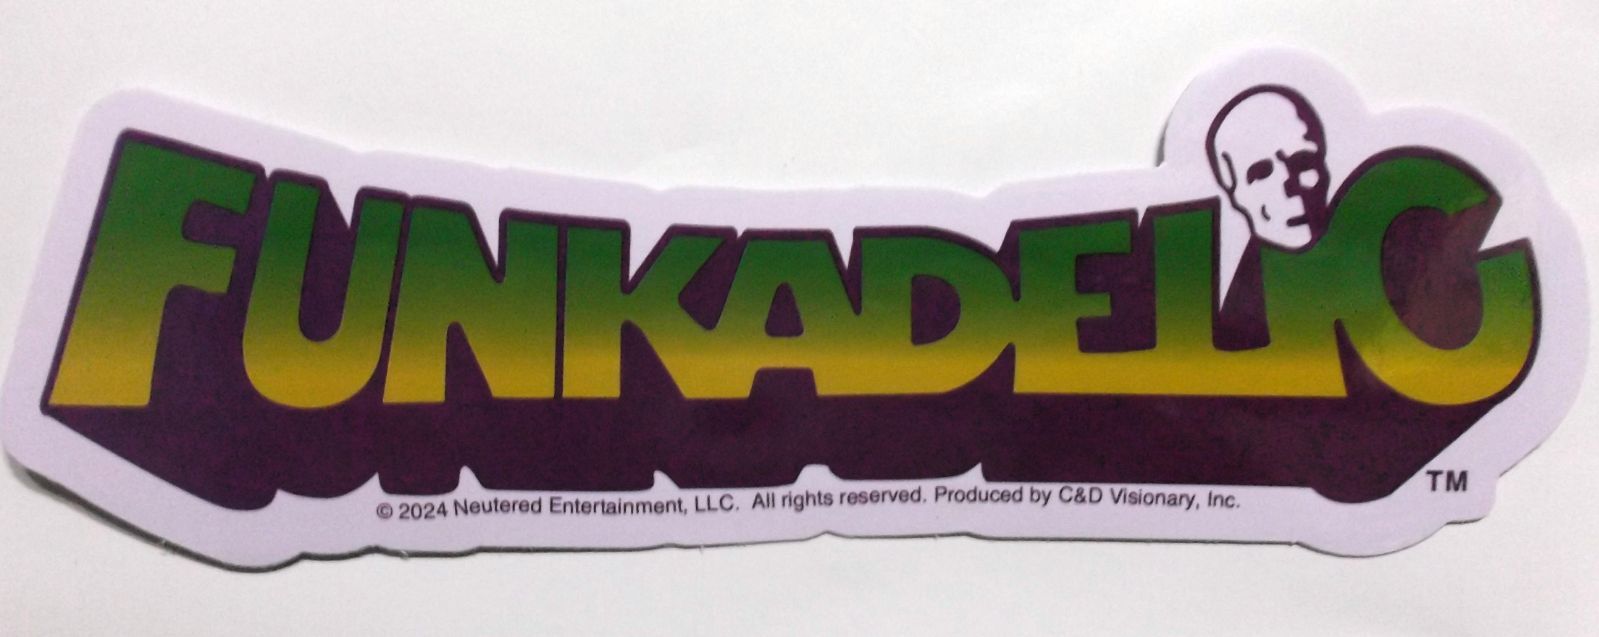 FUNKADELIC
TM
© 2024 Neutered Entertainment, LLC. All rights reserved. Produced by C&D Visionary, Inc.